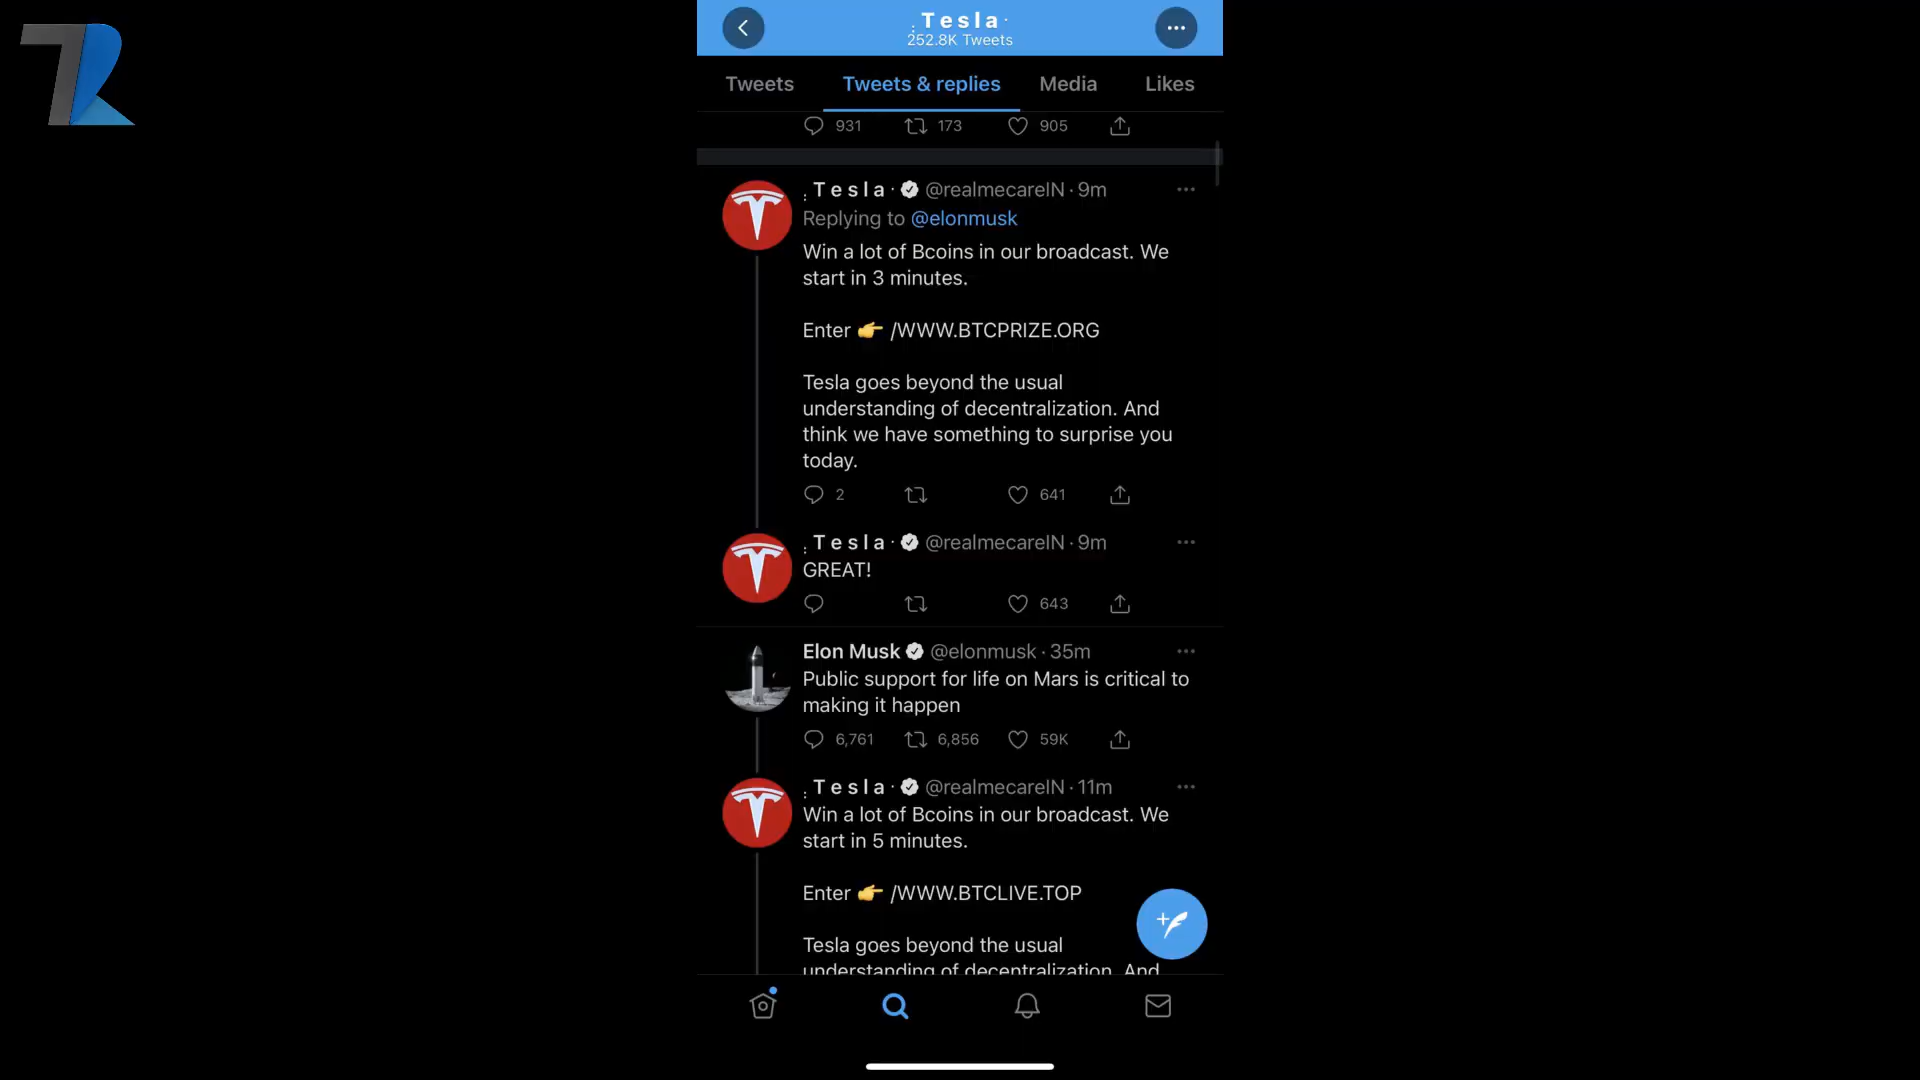 . T e s l a ·
252.8K Tweets
Tweets Tweets & replies Media Likes
931 173 905
. T e s l a · @realmecareIN · 9m
Replying to @elonmusk
Win a lot of Bcoins in our broadcast. We
start in 3 minutes.
Enter 👉 /WWW.BTCPRIZE.ORG
Tesla goes beyond the usual
understanding of decentralization. And
think we have something to surprise you
today.
2 641
. T e s l a · @realmecareIN · 9m
GREAT!
643
Elon Musk @elonmusk · 35m
Public support for life on Mars is critical to
making it happen
6,761 6,856 59K
. T e s l a · @realmecareIN · 11m
Win a lot of Bcoins in our broadcast. We
start in 5 minutes.
Enter 👉 /WWW.BTCLIVE.TOP
Tesla goes beyond the usual
understanding of decentralization. And